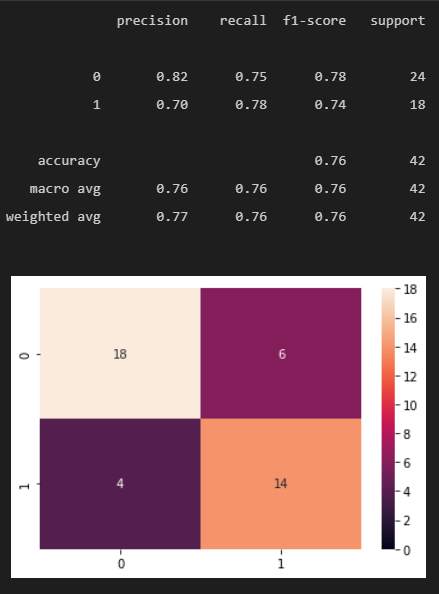 precision recall f1-score support
0 0.82 0.75 0.78 24
1 0.70 0.78 0.74 18
accuracy 0.76 42
macro avg 0.76 0.76 0.76 42
weighted avg 0.77 0.76 0.76 42
18
16
14
12
10
8
6
4
2
0
0 18 6
1 4 14
0 1